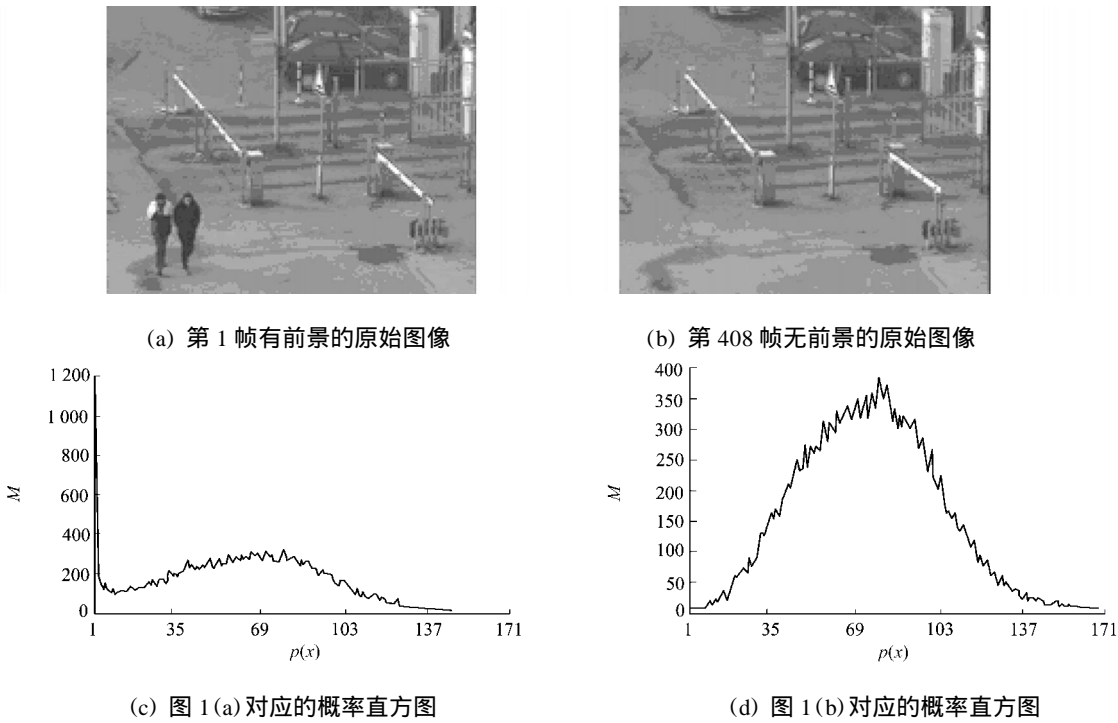 (a) 第 1 帧有前景的原始图像
(b) 第 408 帧无前景的原始图像
1 200
1 000
800
600
400
200
0
M
1 35 69 103 137 171
p(x)
400
350
300
250
200
150
100
50
0
M
1 35 69 103 137 171
p(x)
(c) 图 1(a) 对应的概率直方图
(d) 图 1(b) 对应的概率直方图